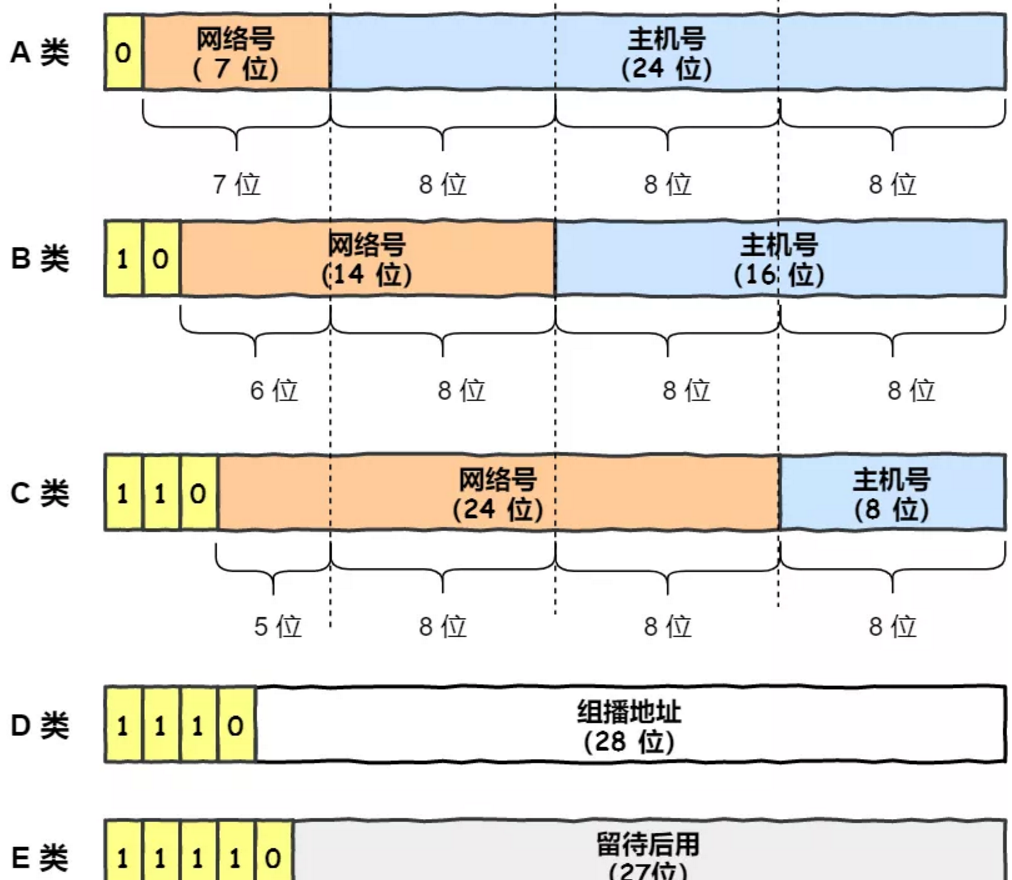 A 类
0
网络号
( 7 位)
主机号
(24 位)
7 位
8 位
8 位
8 位
B 类
1 0
网络号
(14 位)
主机号
(16 位)
6 位
8 位
8 位
8 位
C 类
1 1 0
网络号
(24 位)
主机号
(8 位)
5 位
8 位
8 位
8 位
D 类
1 1 1 0
组播地址
(28 位)
E 类
1 1 1 1 0
留待后用
(27位)